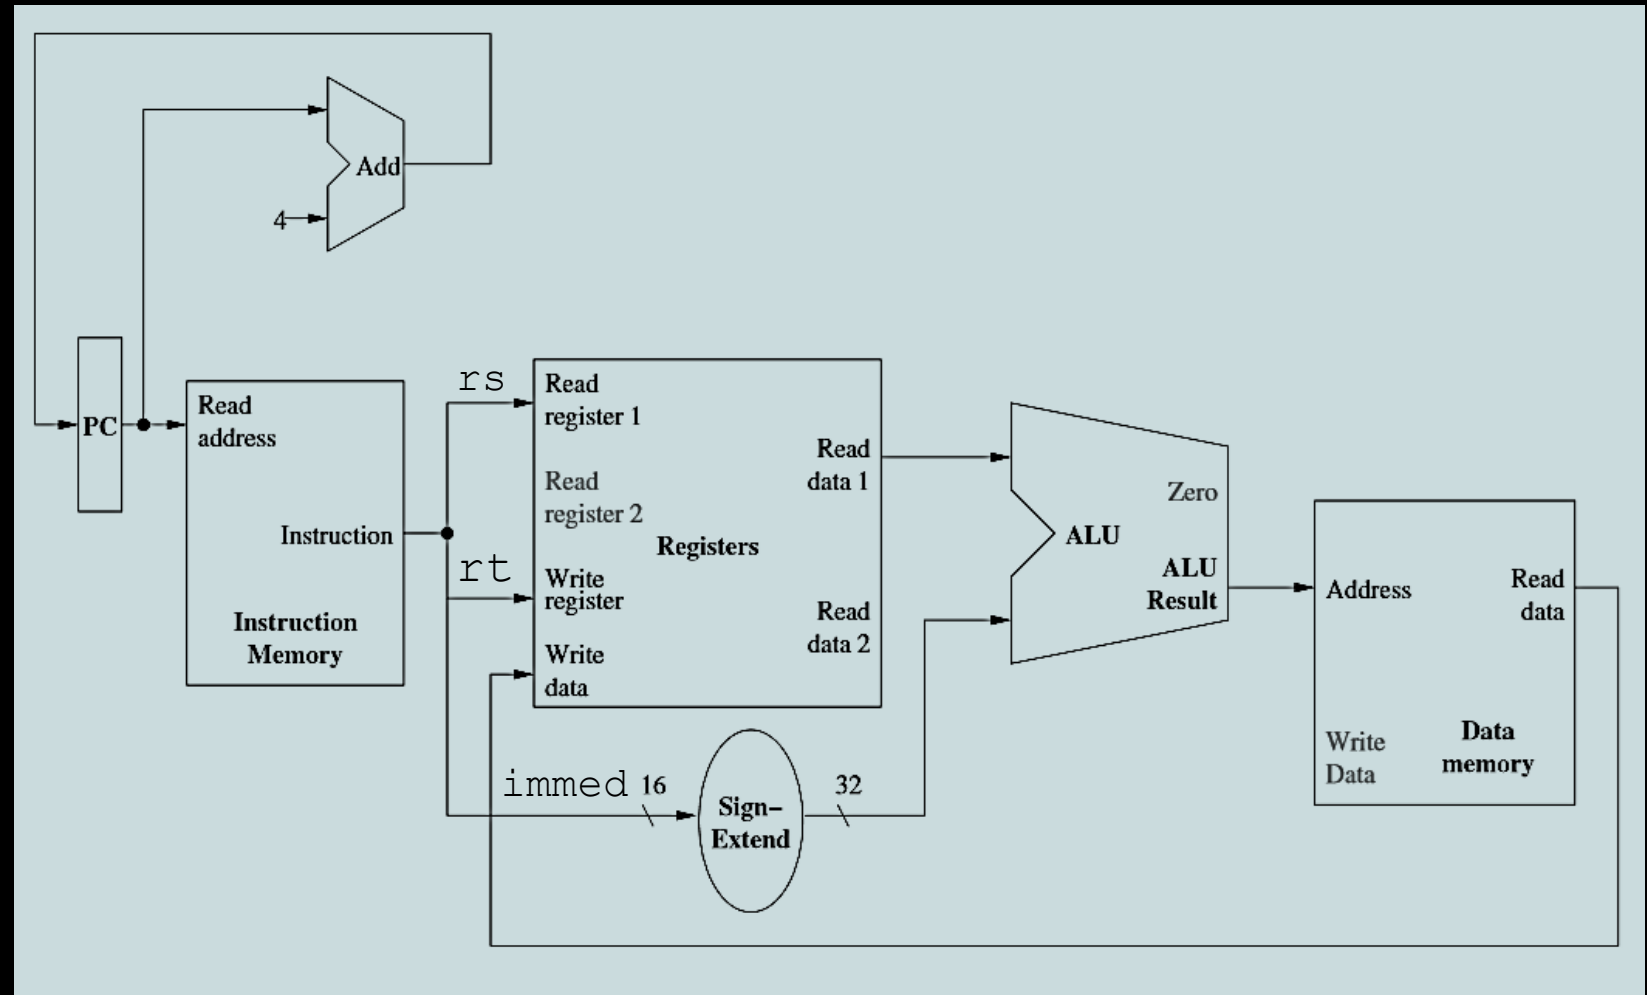 Add
4
PC
Read
address
Instruction
Instruction
Memory
rs
rt
immed 16
Read
register 1
Read
register 2
Registers
Write
register
Write
data
Read
data 1
Read
data 2
Sign-
Extend
32
Zero
ALU
ALU
Result
Address
Read
data
Write
Data
Data
memory